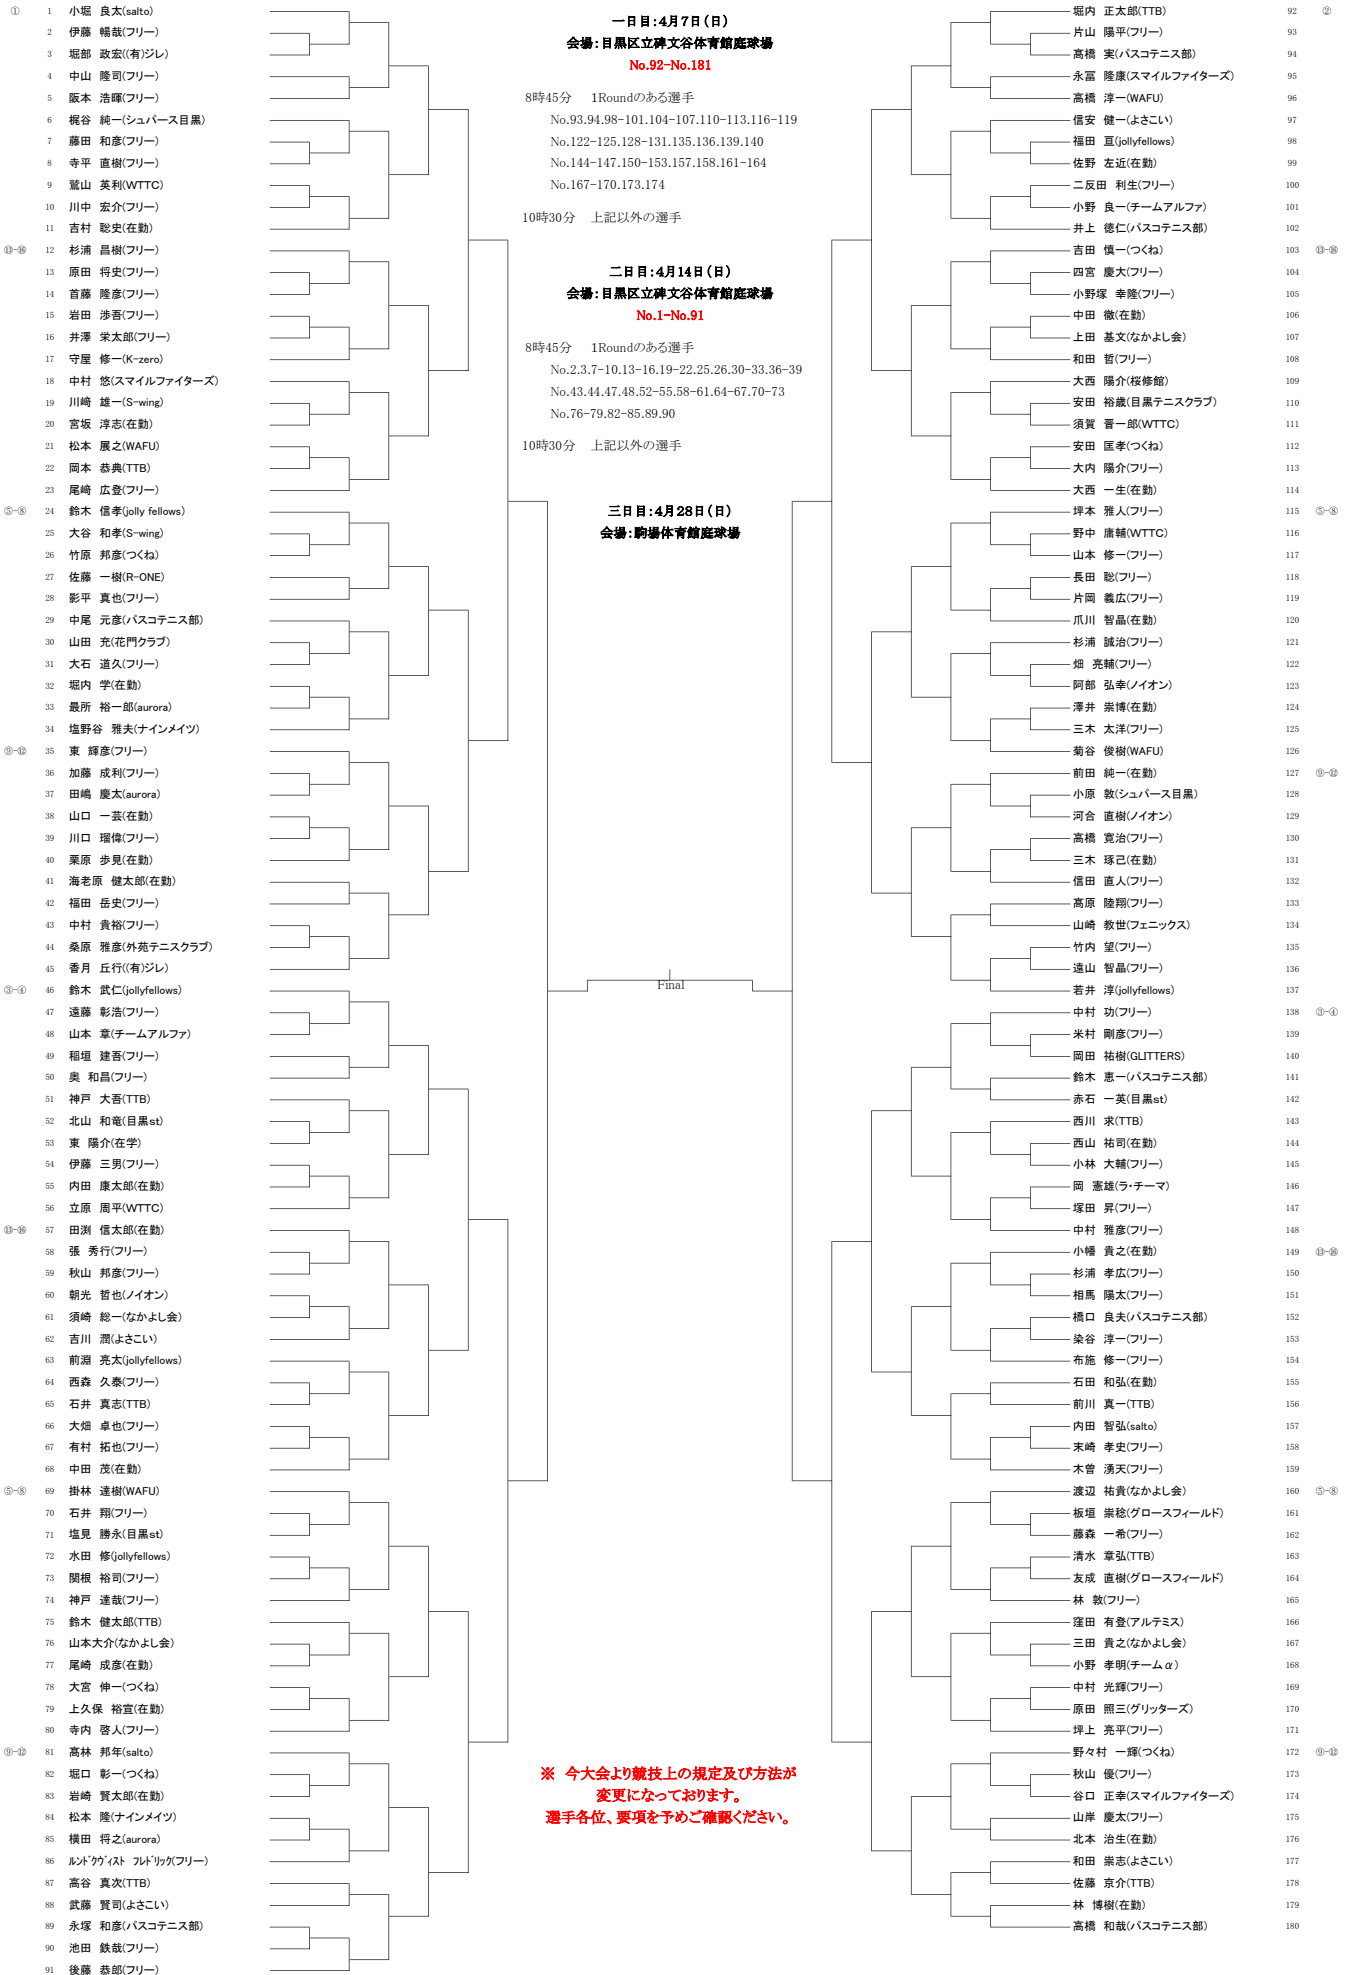 ① 1 小堀 良太(salto)
2 伊藤 暢哉(フリー)
3 堀部 政宏((有)ジレ)
4 中山 隆司(フリー)
5 阪本 浩暉(フリー)
6 梶谷 純一(シュパース目黒)
7 藤田 和彦(フリー)
8 寺平 直樹(フリー)
9 鷲山 英利(WTTC)
10 川中 宏介(フリー)
11 吉村 聡史(在勤)
⑬-⑯ 12 杉浦 昌樹(フリー)
13 原田 将史(フリー)
14 首藤 隆彦(フリー)
15 岩田 渉吾(フリー)
16 井澤 栄太郎(フリー)
17 守屋 修一(K-zero)
18 中村 悠(スマイルファイターズ)
19 川﨑 雄一(S-wing)
20 宮坂 淳志(在勤)
21 松本 展之(WAFU)
22 岡本 恭典(TTB)
23 尾﨑 広登(フリー)
⑤-⑧ 24 鈴木 信孝(jolly fellows)
25 大谷 和孝(S-wing)
26 竹原 邦彦(つくね)
27 佐藤 一樹(R-ONE)
28 影平 真也(フリー)
29 中尾 元彦(パスコテニス部)
30 山田 充(花門クラブ)
31 大石 道久(フリー)
32 堀内 学(在勤)
33 最所 裕一郎(aurora)
34 塩野谷 雅夫(ナインメイツ)
⑨-⑫ 35 東 輝彦(フリー)
36 加藤 成利(フリー)
37 田嶋 慶太(aurora)
38 山口 一芸(在勤)
39 川口 瑠偉(フリー)
40 栗原 歩見(在勤)
41 海老原 健太郎(在勤)
42 福田 岳史(フリー)
43 中村 貴裕(フリー)
44 桑原 雅彦(外苑テニスクラブ)
45 香月 丘行((有)ジレ)
③-④ 46 鈴木 武仁(jollyfellows)
47 遠藤 彰浩(フリー)
48 山本 章(チームアルファ)
49 稲垣 建吾(フリー)
50 奥 和昌(フリー)
51 神戸 大吾(TTB)
52 北山 和竜(目黒st)
53 東 陽介(在学)
54 伊藤 三男(フリー)
55 内田 康太郎(在勤)
56 立原 周平(WTTC)
⑬-⑯ 57 田渕 信太郎(在勤)
58 張 秀行(フリー)
59 秋山 邦彦(フリー)
60 朝光 哲也(ノイオン)
61 須崎 総一(なかよし会)
62 吉川 潤(よさこい)
63 前淵 亮太(jollyfellows)
64 西森 久泰(フリー)
65 石井 真志(TTB)
66 大畑 卓也(フリー)
67 有村 拓也(フリー)
68 中田 茂(在勤)
⑤-⑧ 69 掛林 達樹(WAFU)
70 石井 翔(フリー)
71 塩見 勝永(目黒st)
72 水田 修(jollyfellows)
73 関根 裕司(フリー)
74 神戸 達哉(フリー)
75 鈴木 健太郎(TTB)
76 山本大介(なかよし会)
77 尾崎 成彦(在勤)
78 大宮 伸一(つくね)
79 上久保 裕宣(在勤)
80 寺内 啓人(フリー)
⑨-⑫ 81 髙林 邦年(salto)
82 堀口 彰一(つくね)
83 岩崎 賢太郎(在勤)
84 松本 隆(ナインメイツ)
85 横田 将之(aurora)
86 ルンドクヴィスト フレドリック(フリー)
87 高谷 真次(TTB)
88 武藤 賢司(よさこい)
89 永塚 和彦(パスコテニス部)
90 池田 鉄哉(フリー)
91 後藤 恭郎(フリー)
一日目：4月7日（日）
会場：目黒区立碑文谷体育館庭球場
No.92-No.181
8時45分 1Roundのある選手
No.93.94.98-101.104-107.110-113.116-119
No.122-125.128-131.135.136.139.140
No.144-147.150-153.157.158.161-164
No.167-170.173.174
10時30分 上記以外の選手
二日目：4月14日（日）
会場：目黒区立碑文谷体育館庭球場
No.1-No.91
8時45分 1Roundのある選手
No.2.3.7-10.13-16.19-22.25.26.30-33.36-39
No.43.44.47.48.52-55.58-61.64-67.70-73
No.76-79.82-85.89.90
10時30分 上記以外の選手
三日目：4月28日（日）
会場：駒場体育館庭球場
Final
※ 今大会より競技上の規定及び方法が
変更になっております。
選手各位、要項を予めご確認ください。
堀内 正太郎(TTB) 92 ②
片山 陽平(フリー) 93
髙橋 実(パスコテニス部) 94
永冨 隆康(スマイルファイターズ) 95
高橋 淳一(WAFU) 96
信安 健一(よさこい) 97
福田 亘(jollyfellows) 98
佐野 左近(在勤) 99
二反田 利生(フリー) 100
小野 良一(チームアルファ) 101
井上 徳仁(パスコテニス部) 102
吉田 慎一(つくね) 103 ⑬-⑯
四宮 慶大(フリー) 104
小野塚 幸隆(フリー) 105
中田 徹(在勤) 106
上田 基文(なかよし会) 107
和田 哲(フリー) 108
大西 陽介(桜修館) 109
安田 裕歳(目黒テニスクラブ) 110
須賀 晋一郎(WTTC) 111
安田 匡孝(つくね) 112
大内 陽介(フリー) 113
大西 一生(在勤) 114
坪本 雅人(フリー) 115 ⑤-⑧
野中 庸輔(WTTC) 116
山本 修一(フリー) 117
長田 聡(フリー) 118
片岡 義広(フリー) 119
爪川 智晶(在勤) 120
杉浦 誠治(フリー) 121
畑 亮輔(フリー) 122
阿部 弘幸(ノイオン) 123
澤井 崇博(在勤) 124
三木 太洋(フリー) 125
菊谷 俊樹(WAFU) 126
前田 純一(在勤) 127 ⑨-⑫
小原 敦(シュパース目黒) 128
河合 直樹(ノイオン) 129
高橋 寛治(フリー) 130
三木 琢己(在勤) 131
信田 直人(フリー) 132
髙原 陸翔(フリー) 133
山﨑 教世(フェニックス) 134
竹内 望(フリー) 135
遠山 智晶(フリー) 136
若井 淳(jollyfellows) 137
中村 功(フリー) 138 ③-④
米村 剛彦(フリー) 139
岡田 祐樹(GLITTERS) 140
鈴木 恵一(パスコテニス部) 141
赤石 一英(目黒st) 142
西川 求(TTB) 143
西山 祐司(在勤) 144
小林 大輔(フリー) 145
岡 憲雄(ラ・チーマ) 146
塚田 昇(フリー) 147
中村 雅彦(フリー) 148
小幡 貴之(在勤) 149 ⑬-⑯
杉浦 孝広(フリー) 150
相馬 陽太(フリー) 151
橋口 良夫(パスコテニス部) 152
染谷 淳一(フリー) 153
布施 修一(フリー) 154
石田 和弘(在勤) 155
前川 真一(TTB) 156
内田 智弘(salto) 157
末崎 孝史(フリー) 158
木曽 湧天(フリー) 159
渡辺 祐貴(なかよし会) 160 ⑤-⑧
板垣 崇稔(グロースフィールド) 161
藤森 一希(フリー) 162
清水 章弘(TTB) 163
友成 直樹(グロースフィールド) 164
林 敦(フリー) 165
窪田 有登(アルテミス) 166
三田 貴之(なかよし会) 167
小野 孝明(チームα) 168
中村 光輝(フリー) 169
原田 照三(グリッターズ) 170
坪上 亮平(フリー) 171
野々村 一輝(つくね) 172 ⑨-⑫
秋山 優(フリー) 173
谷口 正幸(スマイルファイターズ) 174
山岸 慶太(フリー) 175
北本 治生(在勤) 176
和田 崇志(よさこい) 177
佐藤 京介(TTB) 178
林 博樹(在勤) 179
高橋 和哉(パスコテニス部) 180